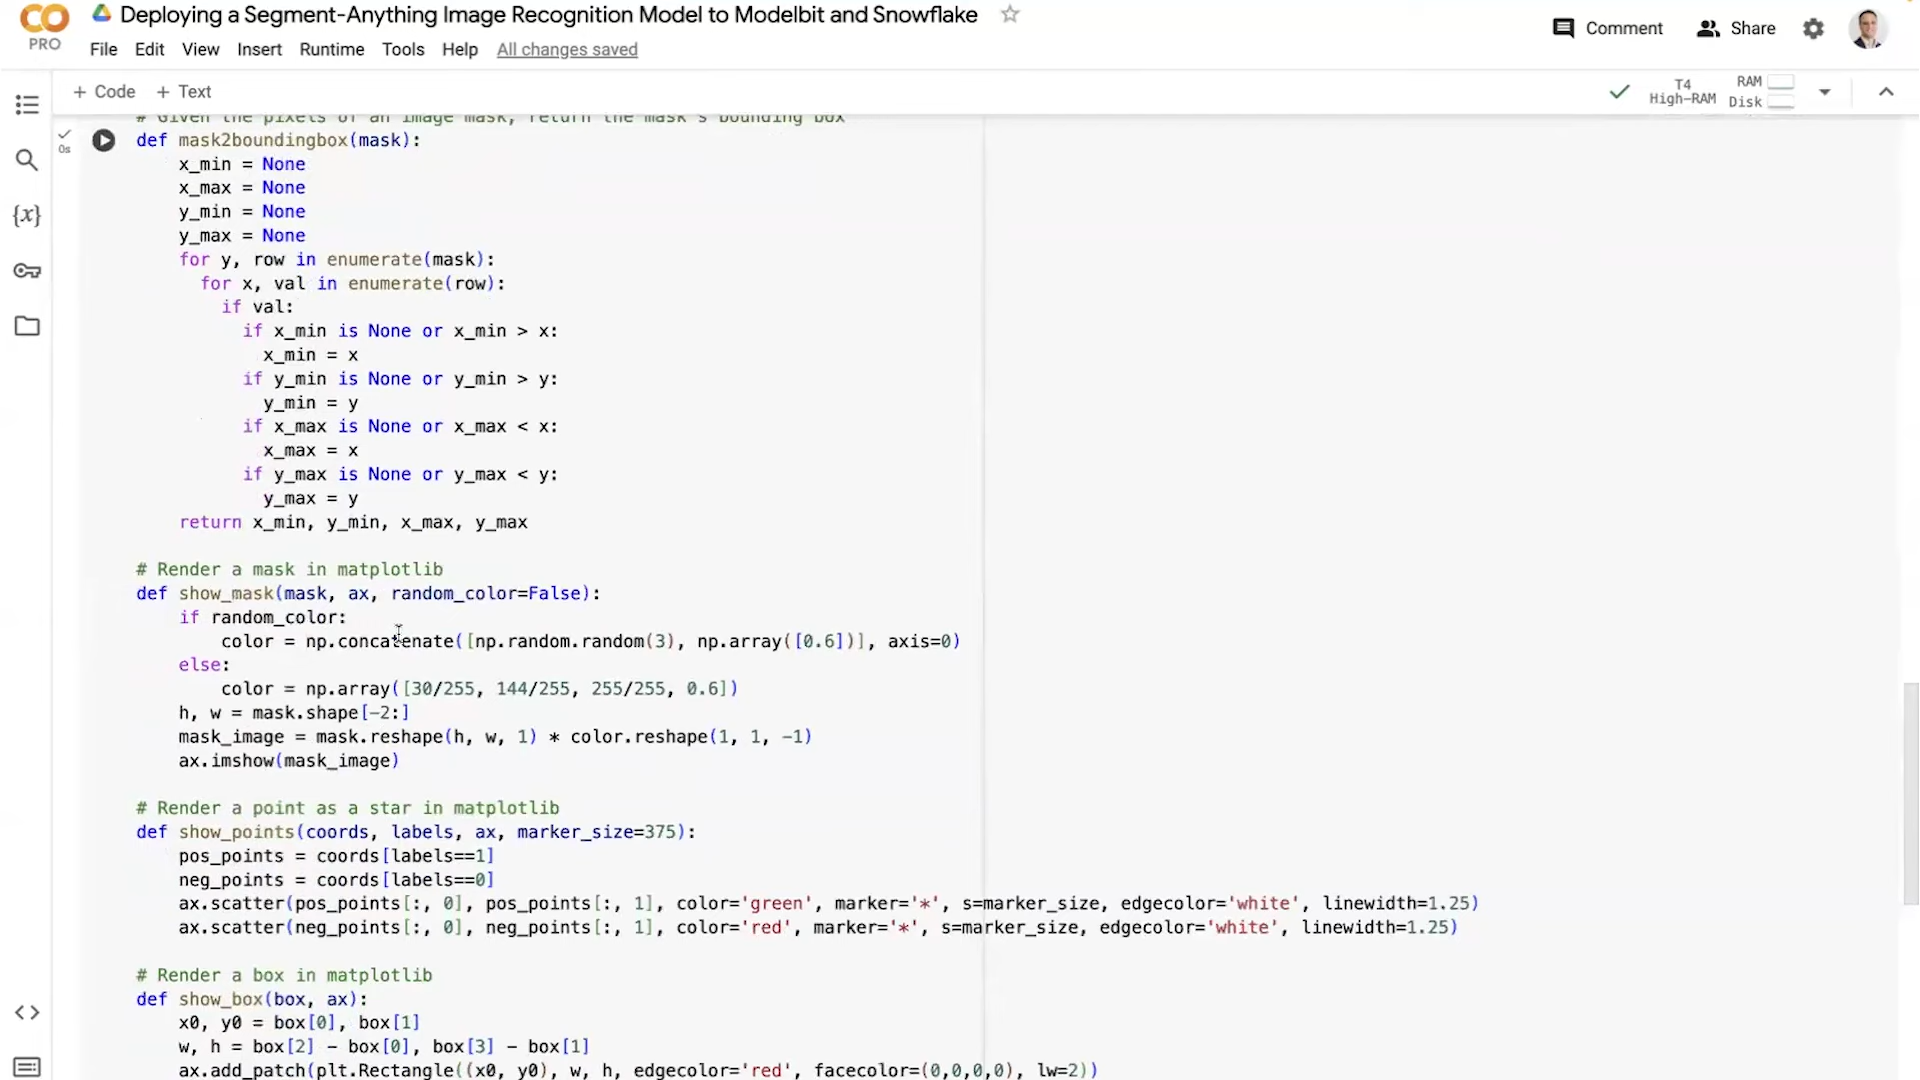 CO
PRO
Deploying a Segment-Anything Image Recognition Model to Modelbit and Snowflake
File Edit View Insert Runtime Tools Help All changes saved
Comment Share
+ Code + Text
T4
High-RAM
RAM
Disk
# Given the pixels of an image mask, return the mask's bounding box
0s
def mask2boundingbox(mask):
x_min = None
x_max = None
y_min = None
y_max = None
for y, row in enumerate(mask):
for x, val in enumerate(row):
if val:
if x_min is None or x_min > x:
x_min = x
if y_min is None or y_min > y:
y_min = y
if x_max is None or x_max < x:
x_max = x
if y_max is None or y_max < y:
y_max = y
return x_min, y_min, x_max, y_max
# Render a mask in matplotlib
def show_mask(mask, ax, random_color=False):
if random_color:
color = np.concatenate([np.random.random(3), np.array([0.6])], axis=0)
else:
color = np.array([30/255, 144/255, 255/255, 0.6])
h, w = mask.shape[-2:]
mask_image = mask.reshape(h, w, 1) * color.reshape(1, 1, -1)
ax.imshow(mask_image)
# Render a point as a star in matplotlib
def show_points(coords, labels, ax, marker_size=375):
pos_points = coords[labels==1]
neg_points = coords[labels==0]
ax.scatter(pos_points[:, 0], pos_points[:, 1], color='green', marker='*', s=marker_size, edgecolor='white', linewidth=1.25)
ax.scatter(neg_points[:, 0], neg_points[:, 1], color='red', marker='*', s=marker_size, edgecolor='white', linewidth=1.25)
# Render a box in matplotlib
def show_box(box, ax):
x0, y0 = box[0], box[1]
w, h = box[2] - box[0], box[3] - box[1]
ax.add_patch(plt.Rectangle((x0, y0), w, h, edgecolor='red', facecolor=(0,0,0,0), lw=2))